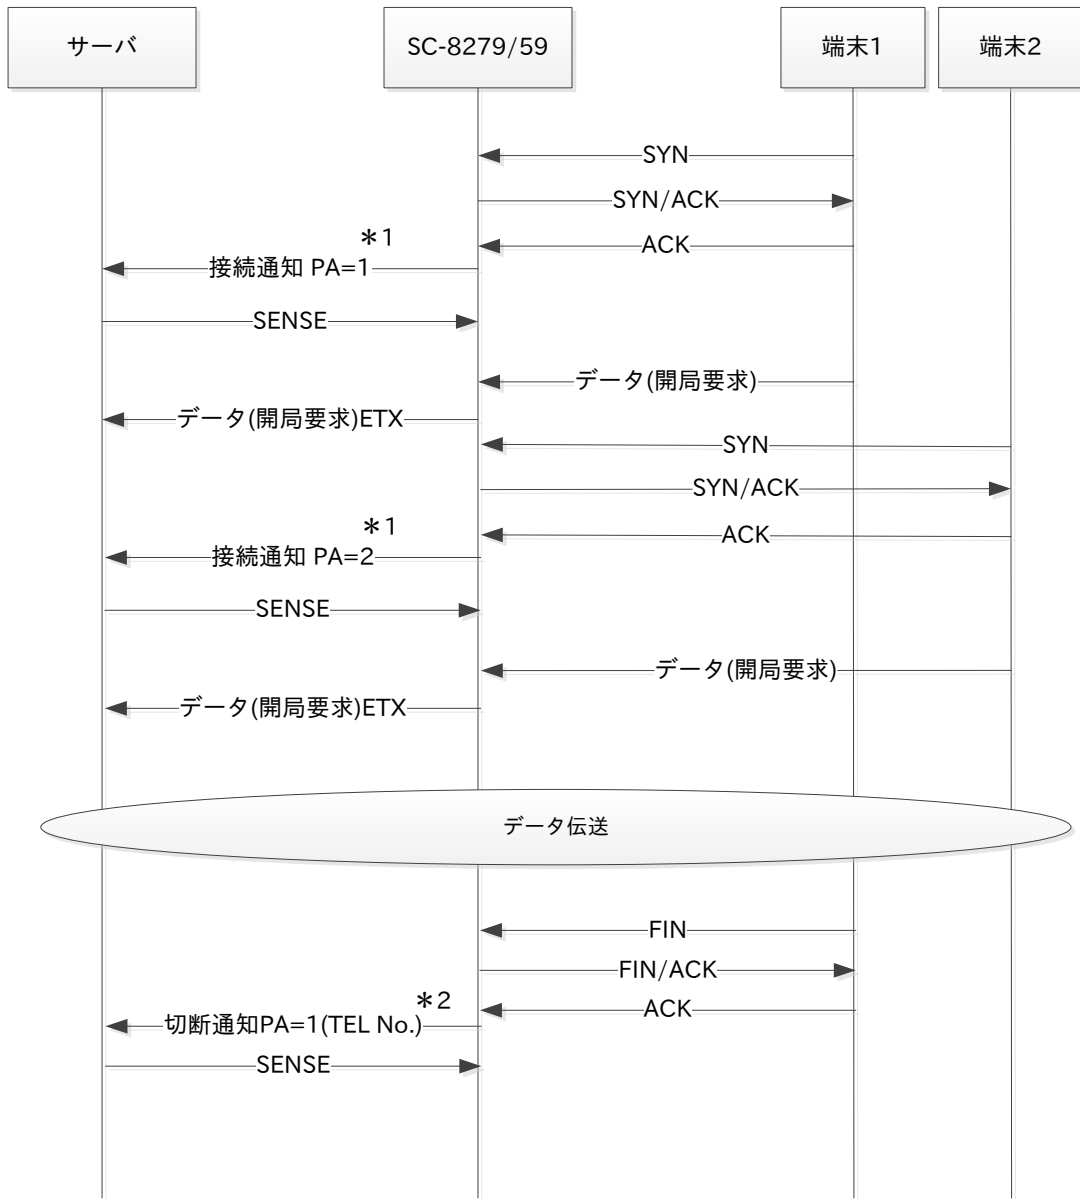 サーバ
SC-8279/59
端末1
端末2
SYN
SYN/ACK
＊1
ACK
接続通知 PA=1
SENSE
データ(開局要求)
データ(開局要求)ETX
SYN
SYN/ACK
＊1
ACK
接続通知 PA=2
SENSE
データ(開局要求)
データ(開局要求)ETX
データ伝送
FIN
FIN/ACK
＊2
ACK
切断通知PA=1(TEL No.)
SENSE